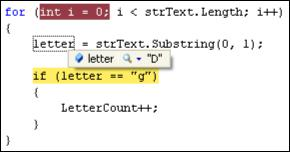 for (int i = 0; i < strText.Length; i++)
{
letter = strText.Substring(0, 1);
letter "D"
if (letter == "g")
{
LetterCount++;
}
}